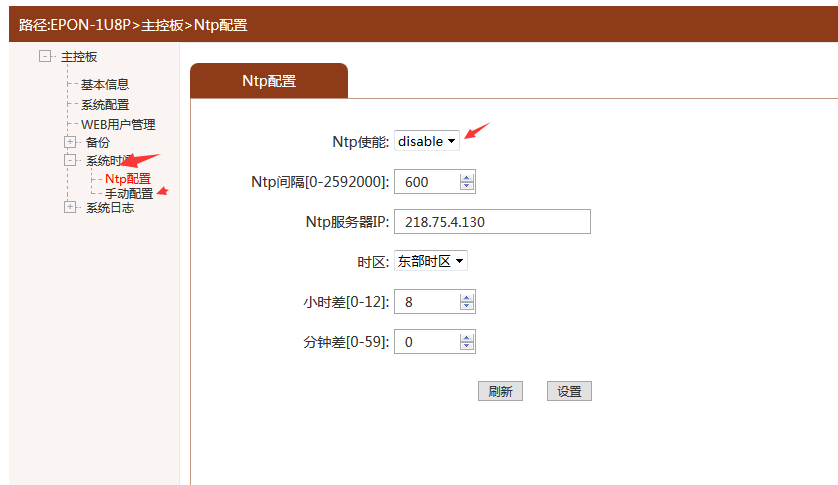 路径:EPON-1U8P>主控板>Ntp配置
主控板
基本信息
系统配置
WEB用户管理
备份
系统时间
Ntp配置
手动配置
系统日志
Ntp配置
Ntp使能: disable
Ntp间隔[0-2592000]: 600
Ntp服务器IP: 218.75.4.130
时区: 东部时区
小时差[0-12]: 8
分钟差[0-59]: 0
刷新 设置